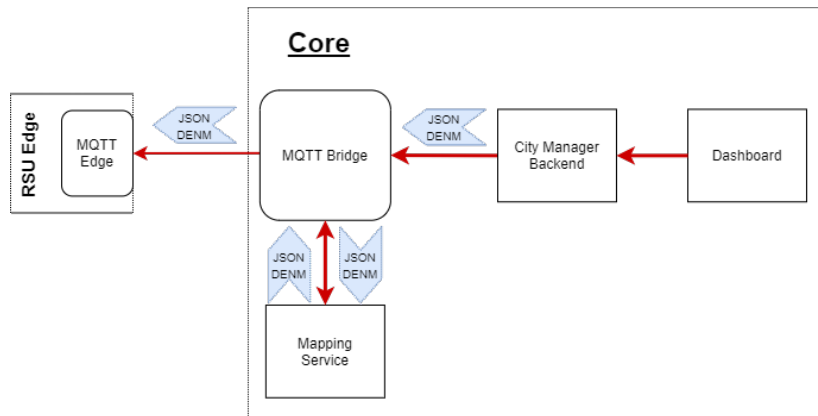 Core
RSU Edge
MQTT
Edge
JSON
DENM
MQTT Bridge
JSON
DENM
City Manager
Backend
Dashboard
JSON
DENM
JSON
DENM
Mapping
Service